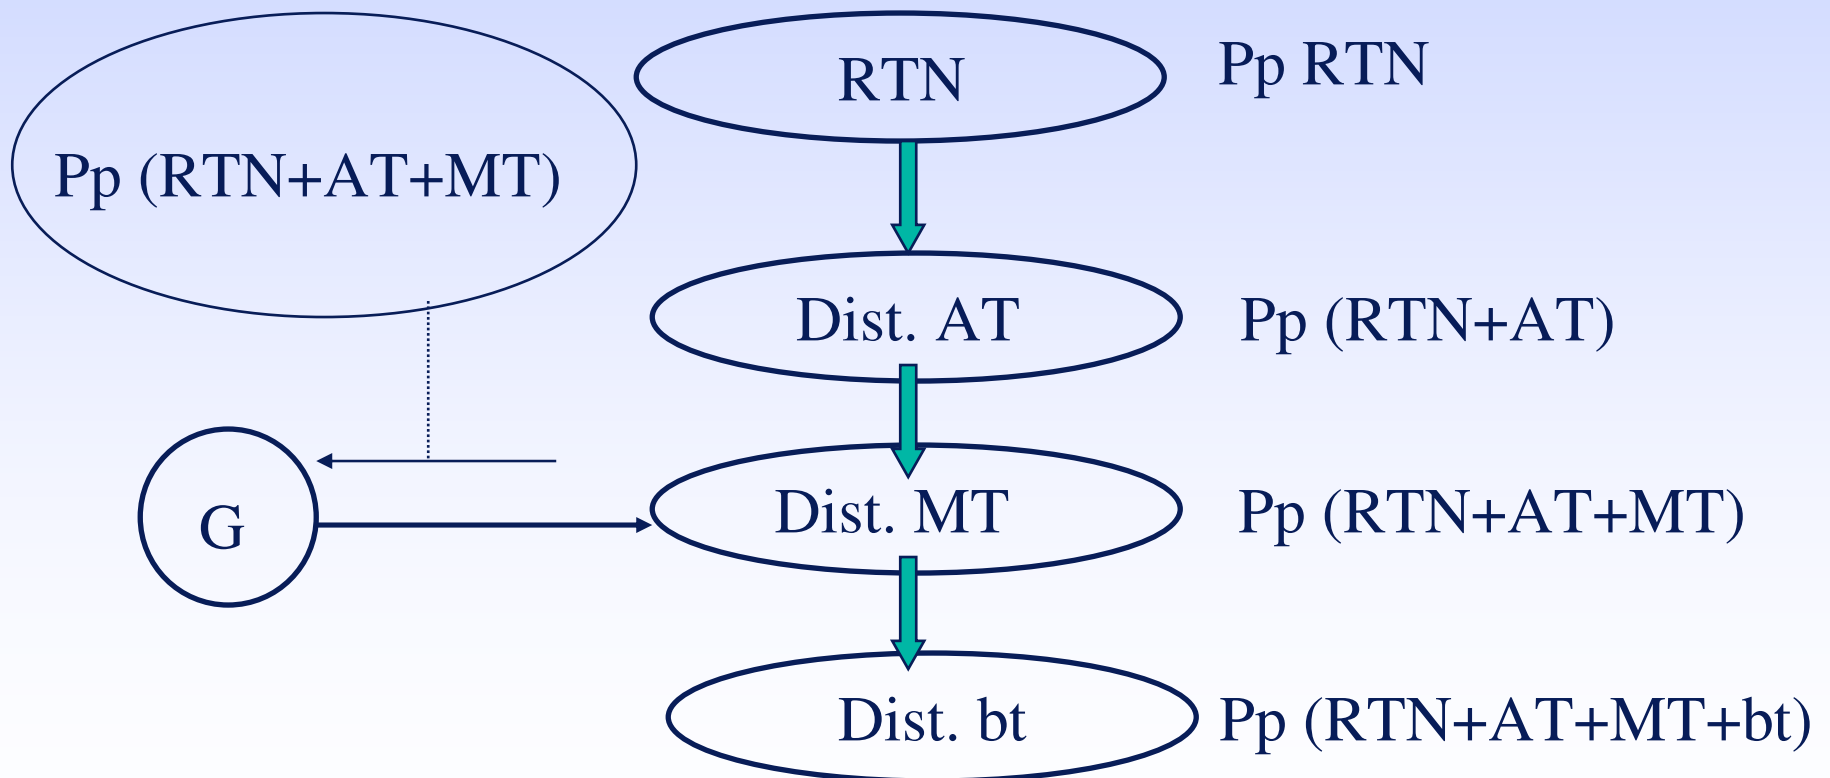 RTN
Pp RTN
Pp (RTN+AT+MT)
Dist. AT
Pp (RTN+AT)
G
Dist. MT
Pp (RTN+AT+MT)
Dist. bt
Pp (RTN+AT+MT+bt)